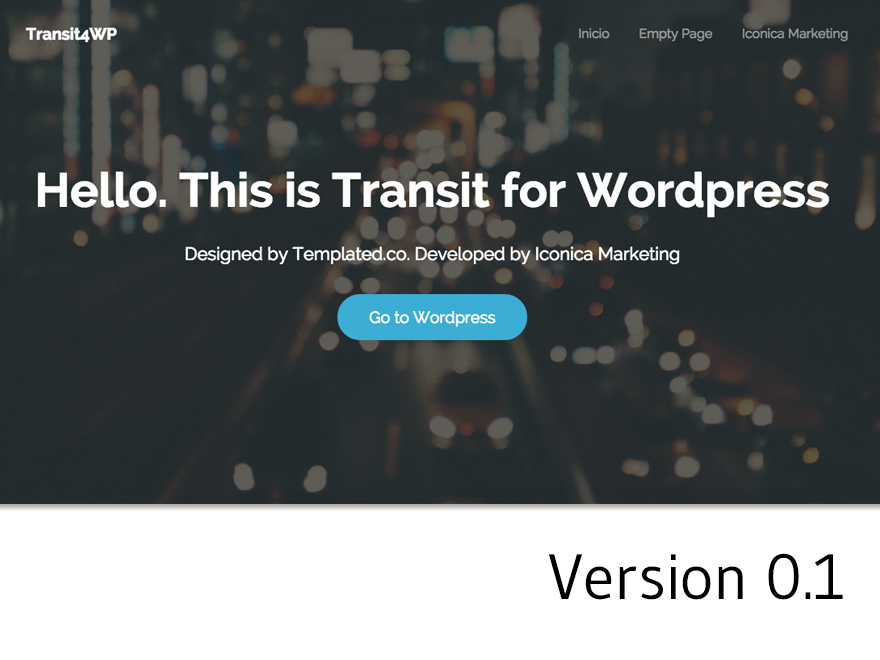 Transit4WP
Inicio Empty Page Iconica Marketing
Hello. This is Transit for Wordpress
Designed by Templated.co. Developed by Iconica Marketing
Go to Wordpress
Version 0.1